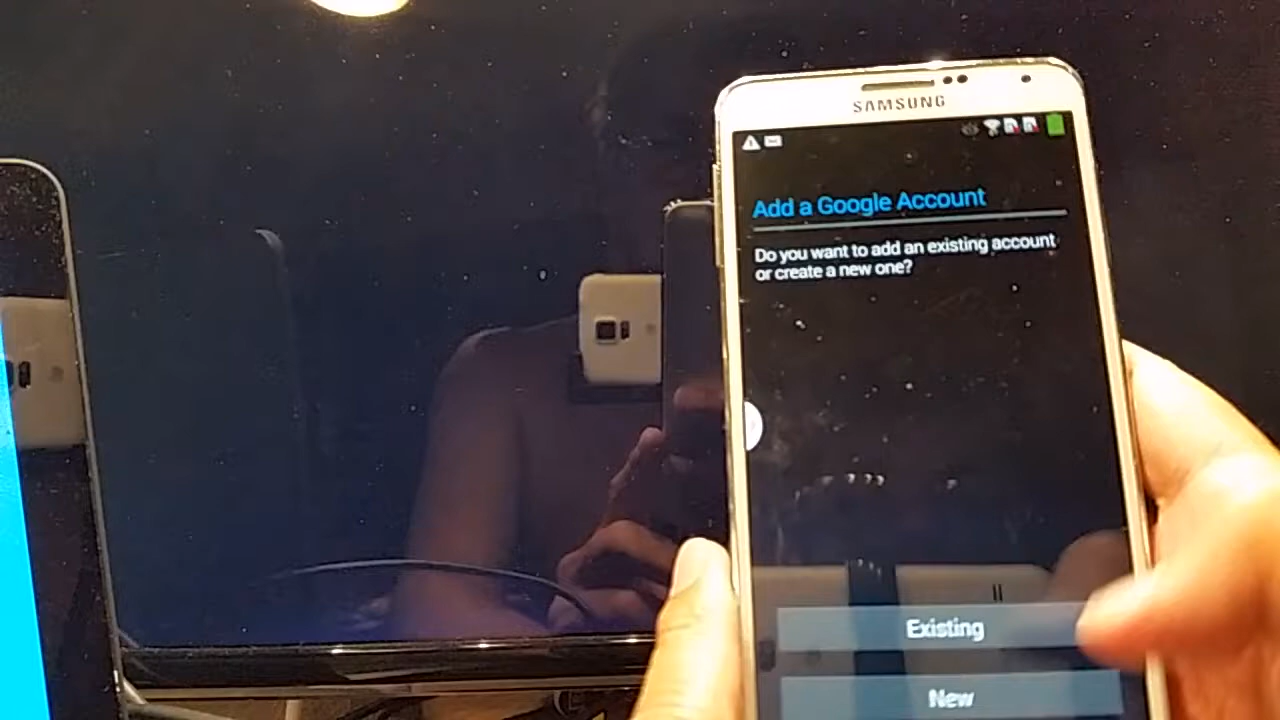 SAMSUNG
Add a Google Account
Do you want to add an existing account
or create a new one?
Existing
New